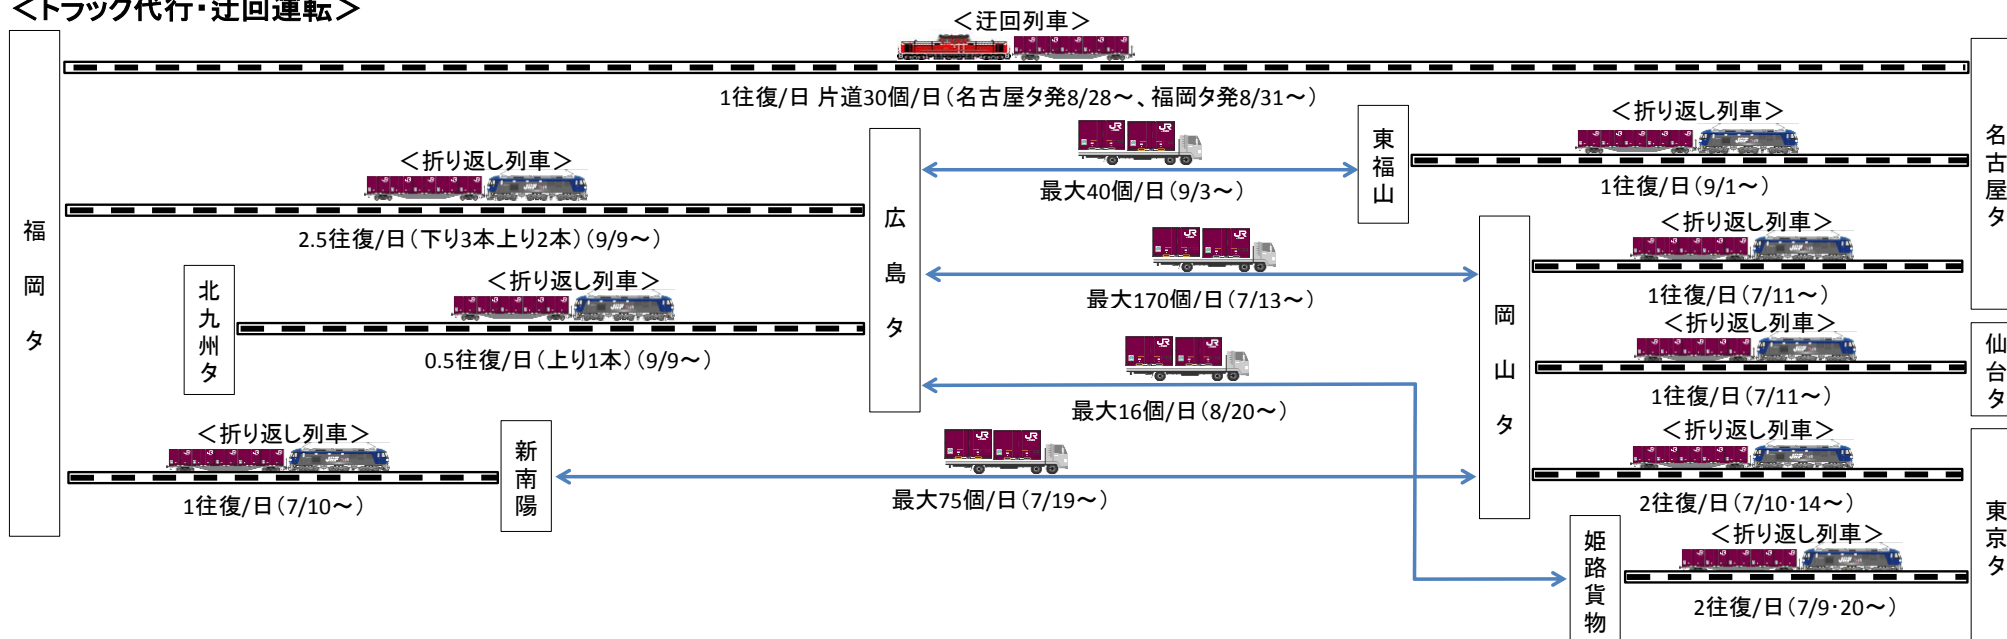 ＜トラック代行・迂回運転＞
＜迂回列車＞
1往復/日 片道30個/日（名古屋タ発8/28～、福岡タ発8/31～）
福岡タ
名古屋タ
＜折り返し列車＞
2.5往復/日（下り3本上り2本）（9/9～）
広島タ
最大40個/日（9/3～）
東福山
＜折り返し列車＞
1往復/日（9/1～）
北九州タ
＜折り返し列車＞
0.5往復/日（上り1本）（9/9～）
最大170個/日（7/13～）
岡山タ
＜折り返し列車＞
1往復/日（7/11～）
最大16個/日（8/20～）
＜折り返し列車＞
1往復/日（7/11～）
仙台タ
＜折り返し列車＞
1往復/日（7/10～）
新南陽
最大75個/日（7/19～）
＜折り返し列車＞
2往復/日（7/10・14～）
東京タ
姫路貨物
＜折り返し列車＞
2往復/日（7/9・20～）